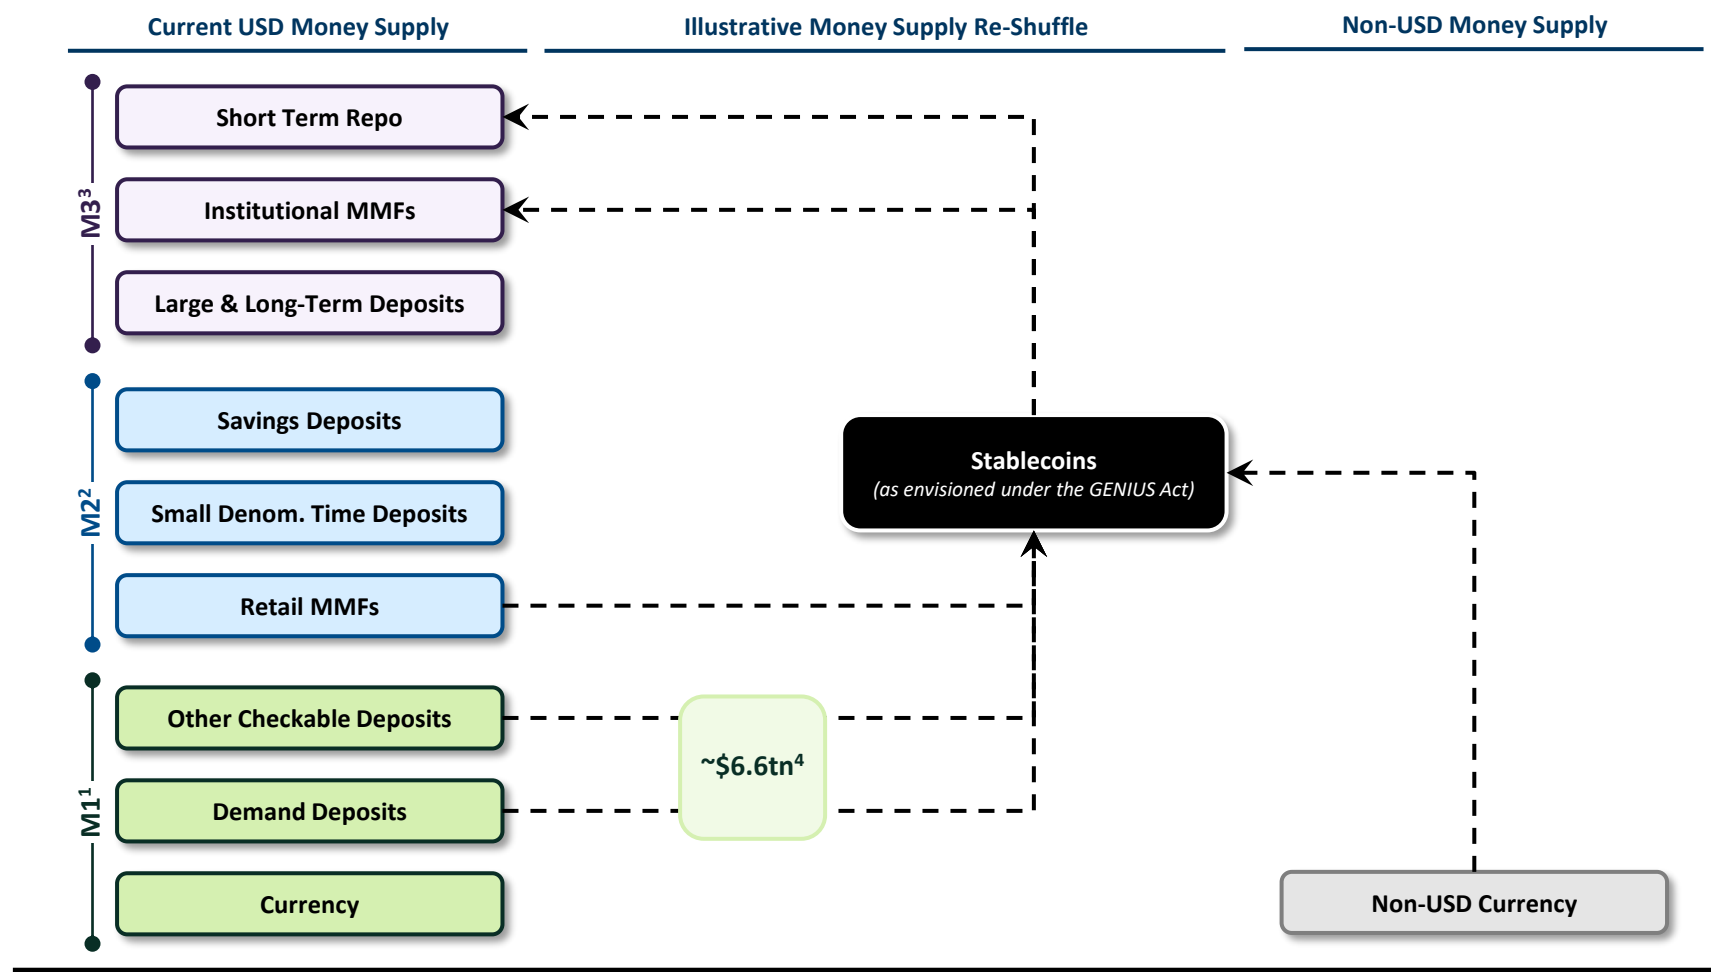 Current USD Money Supply
Illustrative Money Supply Re-Shuffle
Non-USD Money Supply
M3³
Short Term Repo
Institutional MMFs
Large & Long-Term Deposits
M2²
Savings Deposits
Small Denom. Time Deposits
Retail MMFs
Stablecoins
(as envisioned under the GENIUS Act)
M1¹
Other Checkable Deposits
Demand Deposits
Currency
~$6.6tn⁴
Non-USD Currency